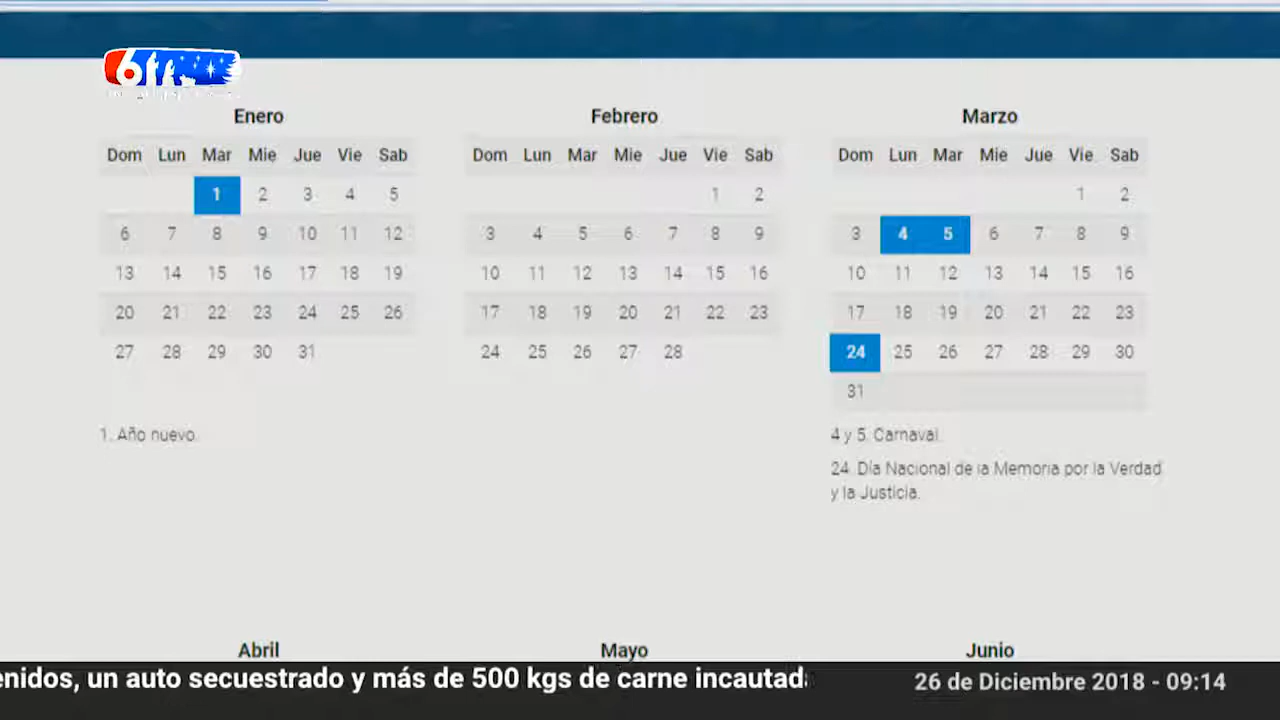 6
Enero Febrero Marzo
Dom Lun Mar Mie Jue Vie Sab Dom Lun Mar Mie Jue Vie Sab Dom Lun Mar Mie Jue Vie Sab
1 2 3 4 5 1 2 1 2
6 7 8 9 10 11 12 3 4 5 6 7 8 9 3 4 5 6 7 8 9
13 14 15 16 17 18 19 10 11 12 13 14 15 16 10 11 12 13 14 15 16
20 21 22 23 24 25 26 17 18 19 20 21 22 23 17 18 19 20 21 22 23
27 28 29 30 31 24 25 26 27 28 24 25 26 27 28 29 30
31
1. Año nuevo. 4 y 5. Carnaval.
24. Día Nacional de la Memoria por la Verdad
y la Justicia.
Abril Mayo Junio
enidos, un auto secuestrado y más de 500 kgs de carne incautad
26 de Diciembre 2018 - 09:14